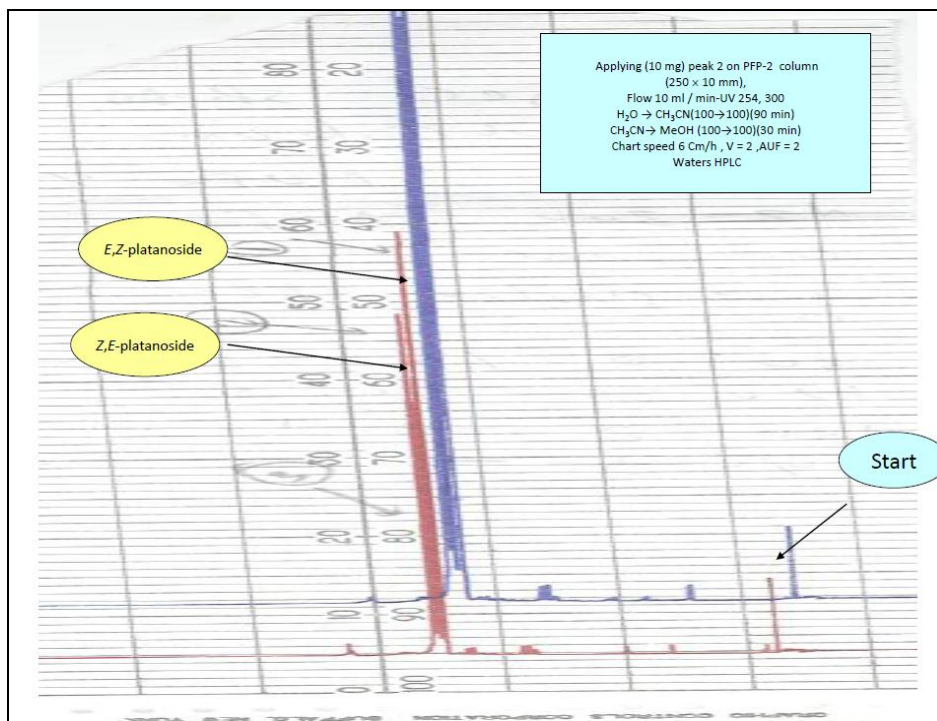 Applying (10 mg) peak 2 on PFP-2 column
(250 × 10 mm),
Flow 10 ml / min-UV 254, 300
H₂O → CH₃CN(100→100)(90 min)
CH₃CN→ MeOH (100→100)(30 min)
Chart speed 6 Cm/h , V = 2 ,AUF = 2
Waters HPLC
80 20
70 30
60 40
E,Z-platanoside
50 50
Z,E-platanoside
40 60
30 70
Start
20 80
10 90
0 100